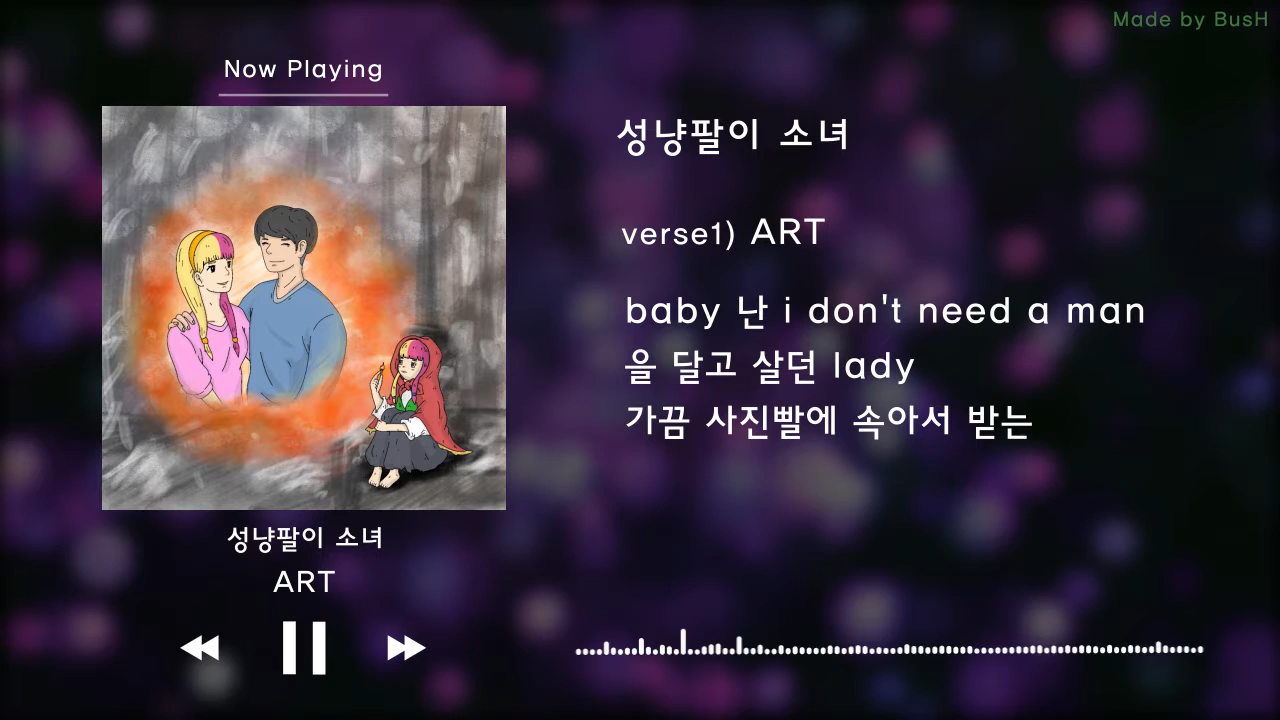 Made by BusH
Now Playing
성냥팔이 소녀
ART
성냥팔이 소녀
verse1) ART
baby 난 i don't need a man
을 달고 살던 lady
가끔 사진빨에 속아서 받는